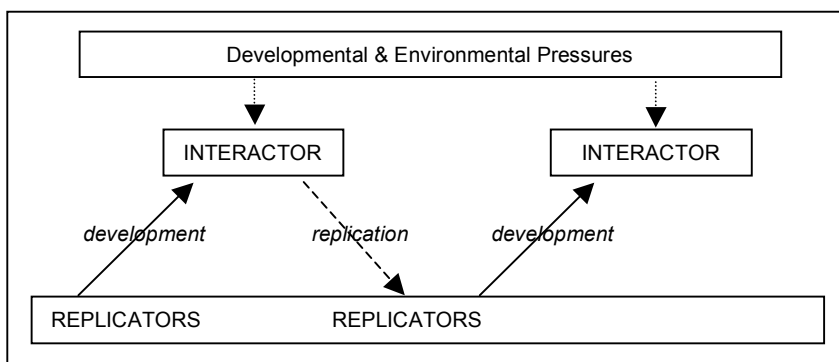 Developmental & Environmental Pressures
INTERACTOR INTERACTOR
development replication development
REPLICATORS REPLICATORS